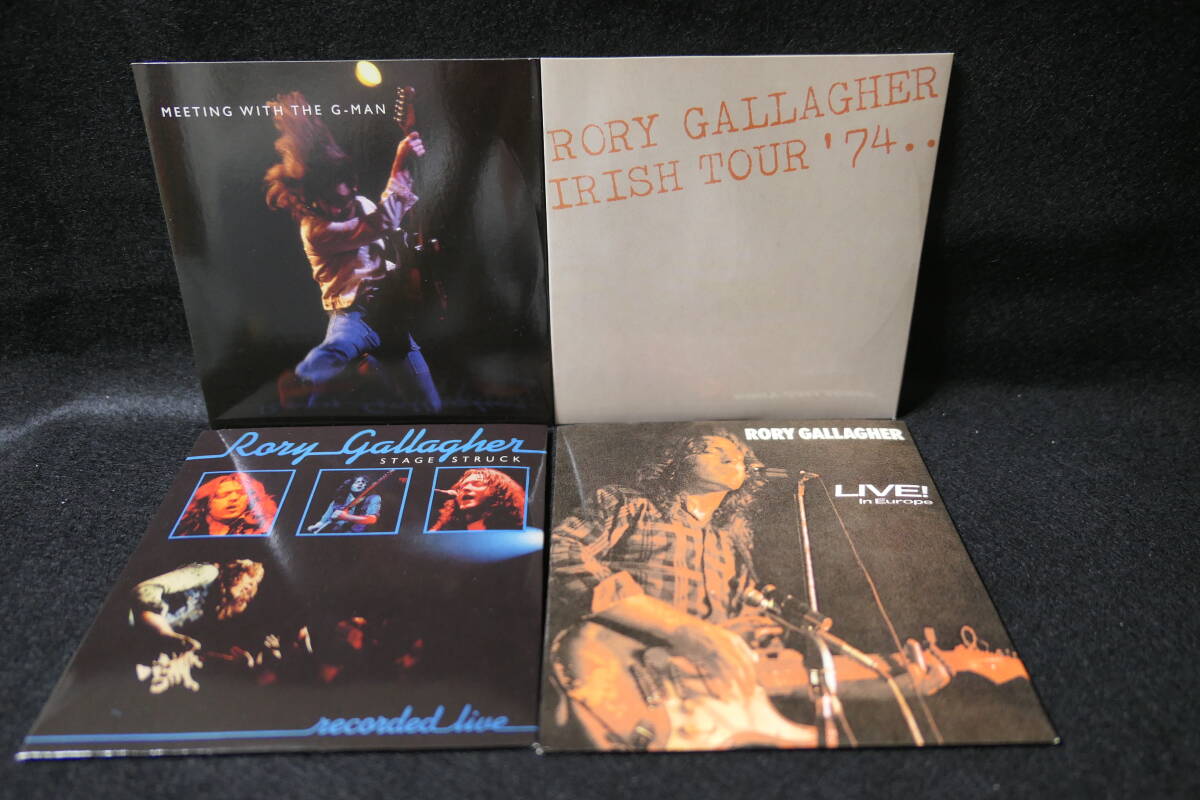 MEETING WITH THE G-MAN
RORY GALLAGHER
IRISH TOUR '74..
Rory Gallagher
STAGE STRUCK
recorded live
RORY GALLAGHER
LIVE!
In Europe